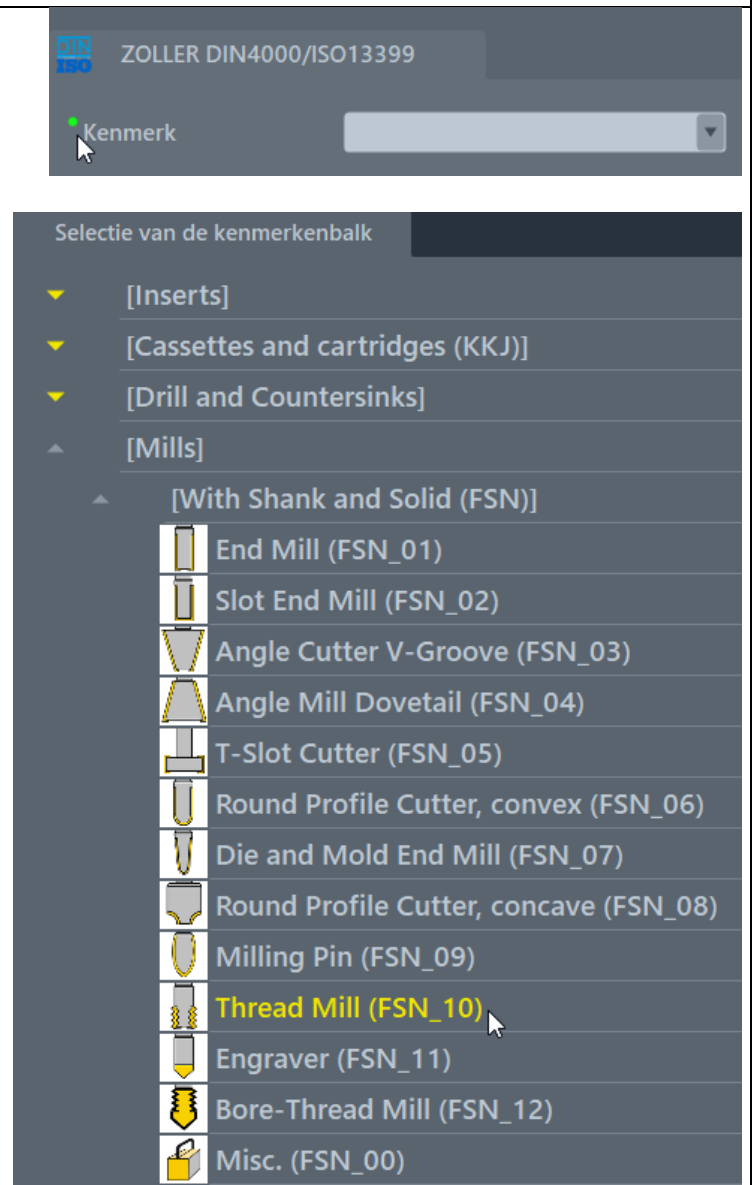 DIN
ISO
ZOLLER DIN4000/ISO13399
Kenmerk
Selectie van de kenmerkenbalk
[Inserts]
[Cassettes and cartridges (KKJ)]
[Drill and Countersinks]
[Mills]
[With Shank and Solid (FSN)]
End Mill (FSN_01)
Slot End Mill (FSN_02)
Angle Cutter V-Groove (FSN_03)
Angle Mill Dovetail (FSN_04)
T-Slot Cutter (FSN_05)
Round Profile Cutter, convex (FSN_06)
Die and Mold End Mill (FSN_07)
Round Profile Cutter, concave (FSN_08)
Milling Pin (FSN_09)
Thread Mill (FSN_10)
Engraver (FSN_11)
Bore-Thread Mill (FSN_12)
Misc. (FSN_00)